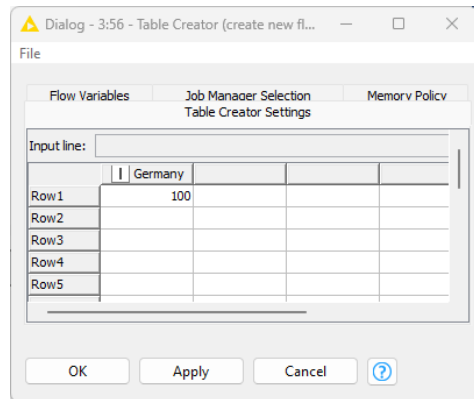 Dialog - 3:56 - Table Creator (create new fl...
File
Flow Variables Job Manager Selection Memory Policy
Table Creator Settings
Input line:
I Germany
Row1 100
Row2
Row3
Row4
Row5
OK Apply Cancel ?